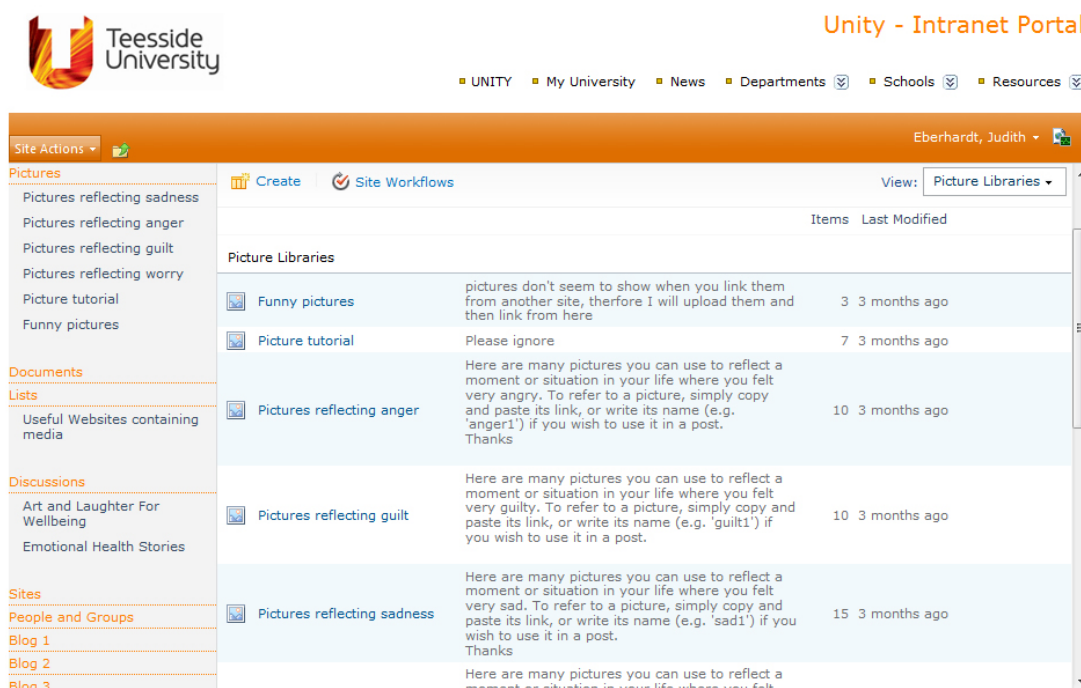 Teesside
University
Unity - Intranet Portal
UNITY My University News Departments Schools Resources
Eberhardt, Judith
Site Actions
Pictures
Pictures reflecting sadness
Pictures reflecting anger
Pictures reflecting guilt
Pictures reflecting worry
Picture tutorial
Funny pictures
Documents
Lists
Useful Websites containing
media
Discussions
Art and Laughter For
Wellbeing
Emotional Health Stories
Sites
People and Groups
Blog 1
Blog 2
Blog 3
Create Site Workflows
View: Picture Libraries
Items Last Modified
Picture Libraries
Funny pictures
pictures don't seem to show when you link them
from another site, therfore I will upload them and
then link from here
3 3 months ago
Picture tutorial
Please ignore
7 3 months ago
Pictures reflecting anger
Here are many pictures you can use to reflect a
moment or situation in your life where you felt
very angry. To refer to a picture, simply copy
and paste its link, or write its name (e.g.
'anger1') if you wish to use it in a post.
Thanks
10 3 months ago
Pictures reflecting guilt
Here are many pictures you can use to reflect a
moment or situation in your life where you felt
very guilty. To refer to a picture, simply copy and
paste its link, or write its name (e.g. 'guilt1') if
you wish to use it in a post.
10 3 months ago
Pictures reflecting sadness
Here are many pictures you can use to reflect a
moment or situation in your life where you felt
very sad. To refer to a picture, simply copy and
paste its link, or write its name (e.g. 'sad1') if you
wish to use it in a post.
Thanks
15 3 months ago
Here are many pictures you can use to reflect a
moment or situation in your life where you felt